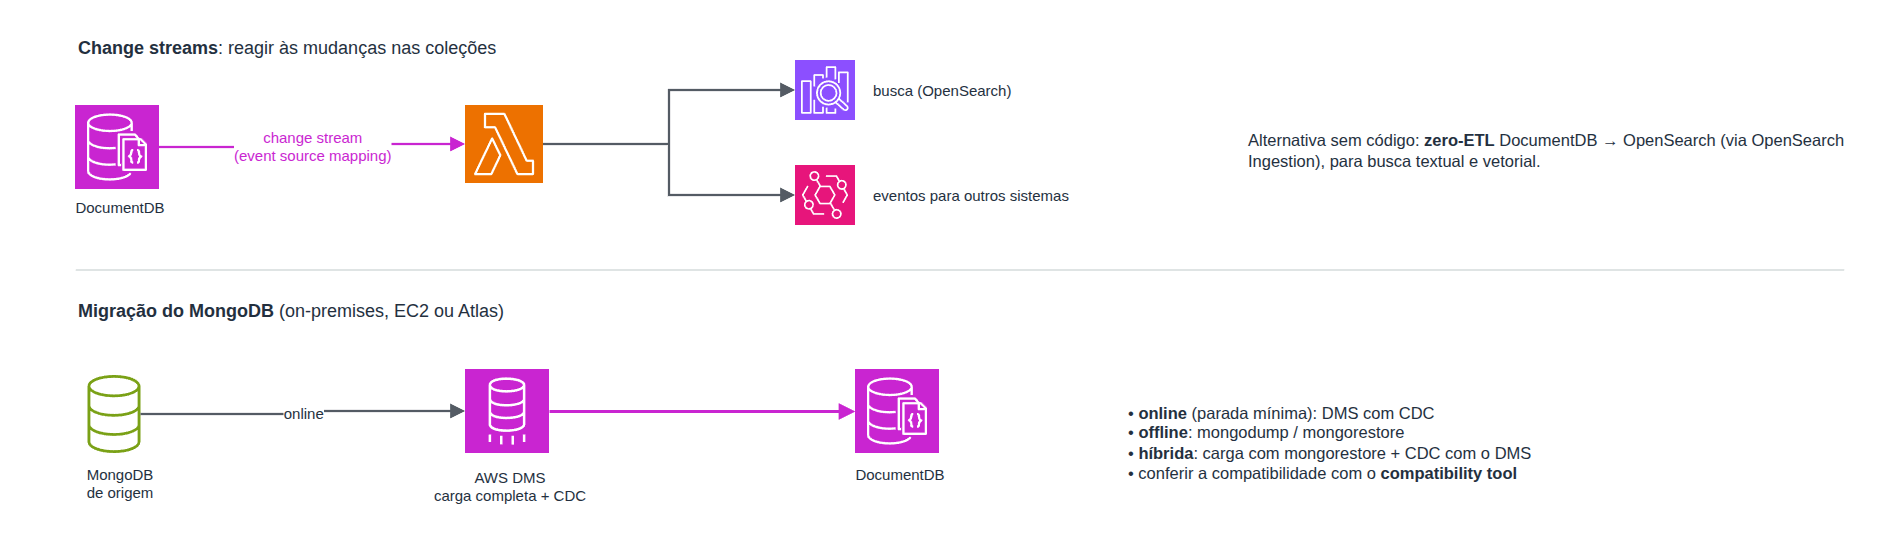 Change streams: reagir às mudanças nas coleções
change stream
(event source mapping)
DocumentDB
busca (OpenSearch)
eventos para outros sistemas
Alternativa sem código: zero-ETL DocumentDB → OpenSearch (via OpenSearch
Ingestion), para busca textual e vetorial.
Migração do MongoDB (on-premises, EC2 ou Atlas)
online
MongoDB
de origem
AWS DMS
carga completa + CDC
DocumentDB
• online (parada mínima): DMS com CDC
• offline: mongodump / mongorestore
• híbrida: carga com mongorestore + CDC com o DMS
• conferir a compatibilidade com o compatibility tool